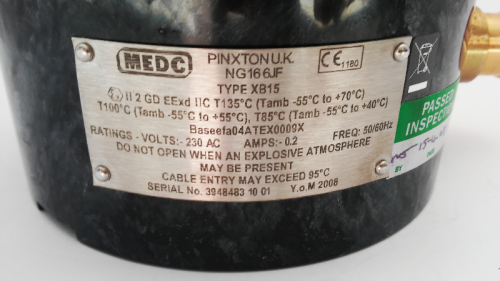 MEDC
PINXTON U.K.
NG16 6JF
CE 1180
TYPE XB15
II 2 GD EExd IIC T135°C (Tamb -55°C to +70°C)
T100°C (Tamb -55°C to +55°C), T85°C (Tamb -55°C to +40°C)
Baseefa04ATEX0009X
RATINGS - VOLTS:- 230 AC AMPS:- 0.2 FREQ: 50/60Hz
DO NOT OPEN WHEN AN EXPLOSIVE ATMOSPHERE
MAY BE PRESENT
CABLE ENTRY MAY EXCEED 95°C
SERIAL No. 3948483 10 01 Y.o.M 2008
PASSED
INSPECTED
BY